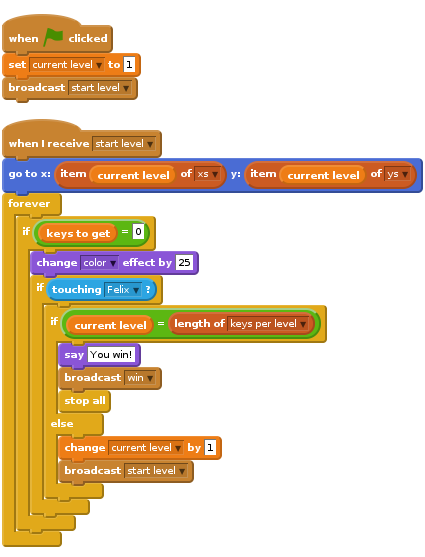 when clicked
set current level to 1
broadcast start level
when I receive start level
go to x: item current level of xs y: item current level of ys
forever
if keys to get = 0
change color effect by 25
if touching Felix ?
if current level = length of keys per level
say You win!
broadcast win
stop all
else
change current level by 1
broadcast start level